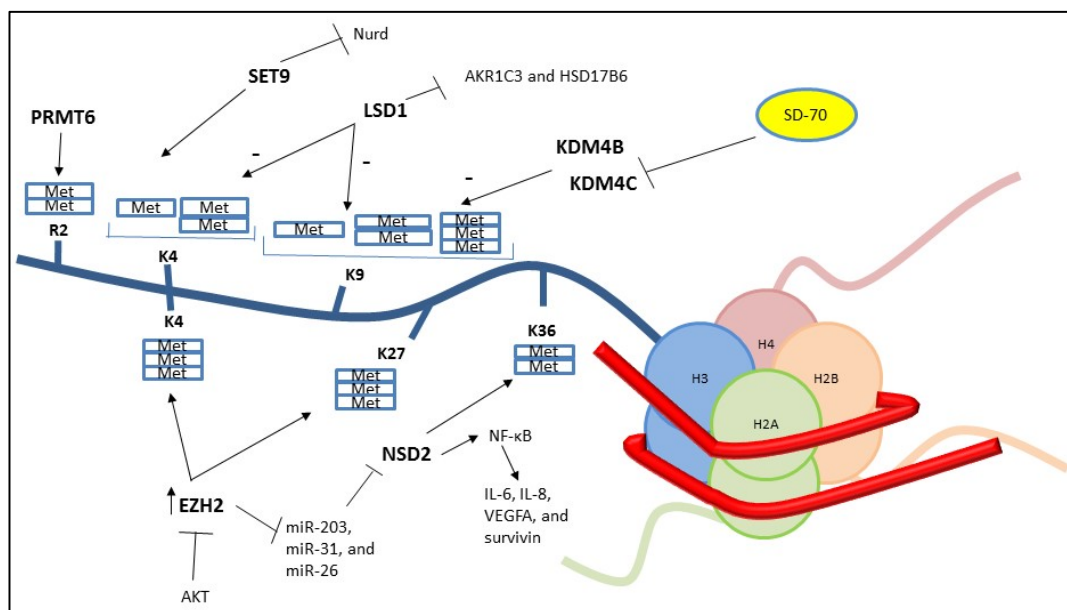 Nurd
SET9
AKR1C3 and HSD17B6
LSD1
PRMT6
SD-70
KDM4B
KDM4C
-
-
-
Met
Met
Met
Met
Met
Met
Met
Met
Met
Met
Met
R2
K4
K9
K4
Met
Met
Met
K27
Met
Met
Met
K36
Met
Met
H4
H3
H2B
H2A
NSD2
NF-κB
EZH2
IL-6, IL-8,
VEGFA, and
survivin
miR-203,
miR-31, and
miR-26
AKT